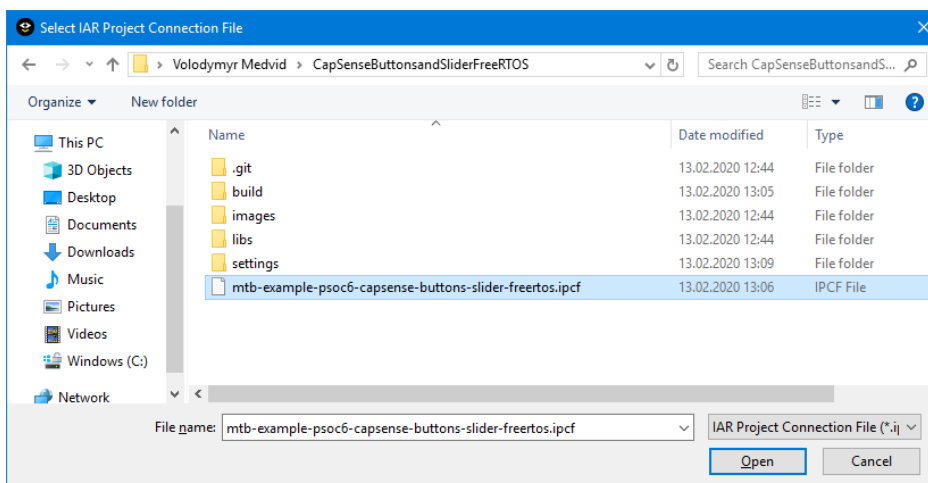 Select IAR Project Connection File
Volodymyr Medvid > CapSenseButtonsandSliderFreeRTOS
Search CapSenseButtonsandS...
Organize New folder
This PC
3D Objects
Desktop
Documents
Downloads
Music
Pictures
Videos
Windows (C:)
Network
Name Date modified Type
.git 13.02.2020 12:44 File folder
build 13.02.2020 13:05 File folder
images 13.02.2020 12:44 File folder
libs 13.02.2020 12:44 File folder
settings 13.02.2020 13:09 File folder
mtb-example-psoc6-capsense-buttons-slider-freertos.ipcf 13.02.2020 13:06 IPCF File
File name: mtb-example-psoc6-capsense-buttons-slider-freertos.ipcf
IAR Project Connection File (*.ip
Open Cancel